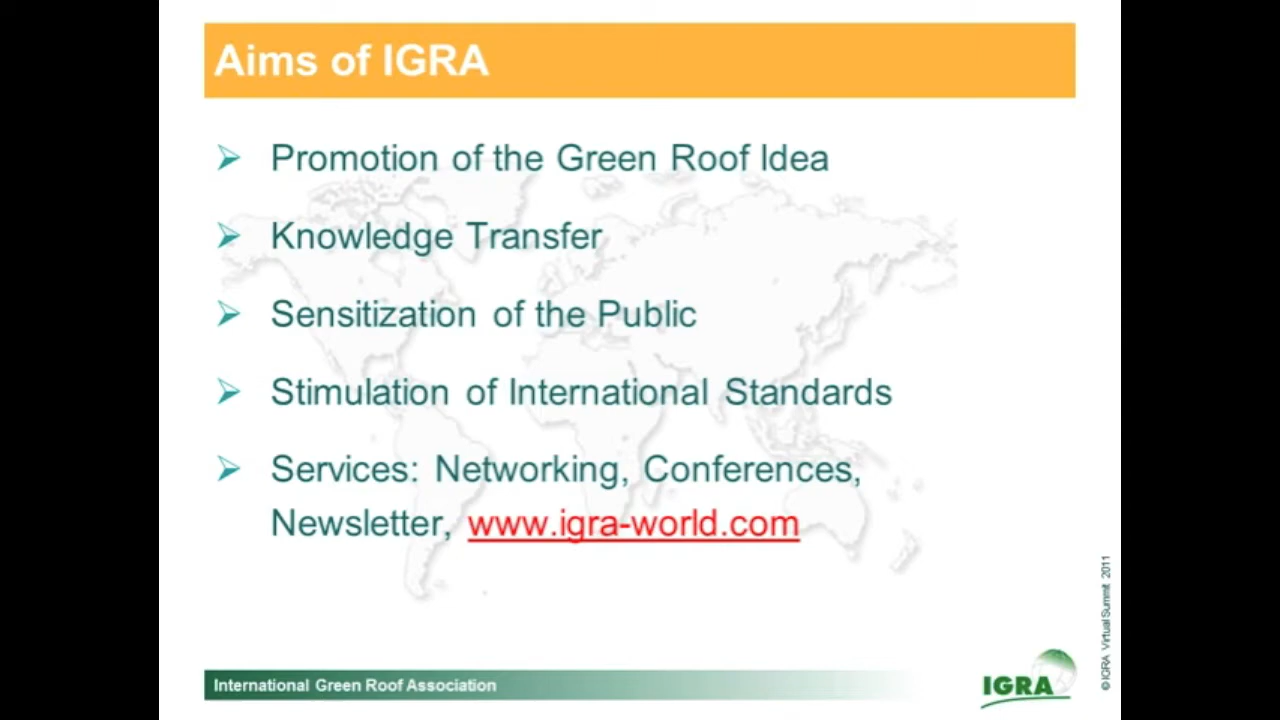 Aims of IGRA
Promotion of the Green Roof Idea
Knowledge Transfer
Sensitization of the Public
Stimulation of International Standards
Services: Networking, Conferences,
Newsletter, www.igra-world.com
International Green Roof Association
IGRA
© IGRA Virtual Summit 2011